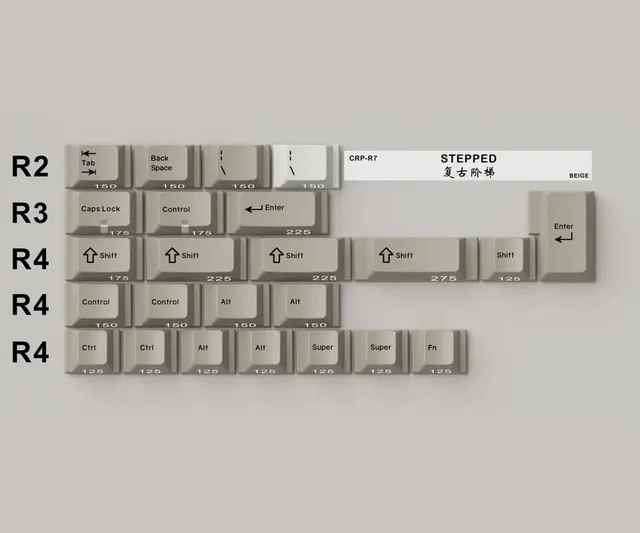 R2
Tab
150
Back
Space
150
¦ \
150
¦ \
150
CRP-R7
STEPPED
复古阶梯
BEIGE
R3
Caps Lock
175
Control
175
Enter
225
Enter
R4
Shift
175
Shift
225
Shift
225
Shift
275
Shift
125
R4
Control
150
Control
150
Alt
150
Alt
150
R4
Ctrl
125
Ctrl
125
Alt
125
Alt
125
Super
125
Super
125
Fn
125